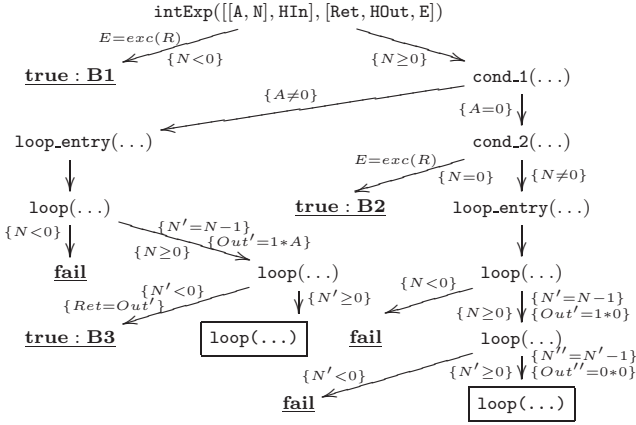 intExp([[A, N], HIn], [Ret, HOut, E])
E=exc(R)
{N<0} {N≥0}
true : B1 cond_1(...)
{A≠0} {A=0}
loop_entry(...) cond_2(...)
E=exc(R) {N=0} {N≠0}
loop(...) true : B2 loop_entry(...)
{N<0} {N≥0} {N'=N-1}
{Out'=1*A}
fail loop(...) loop(...)
{N'<0} {N'≥0} {N<0} {N≥0} {N'=N-1}
{Ret=Out'} {Out'=1*0}
true : B3 loop(...) fail loop(...)
{N'<0} {N'≥0} {N''=N'-1}
{Out''=0*0}
fail loop(...)